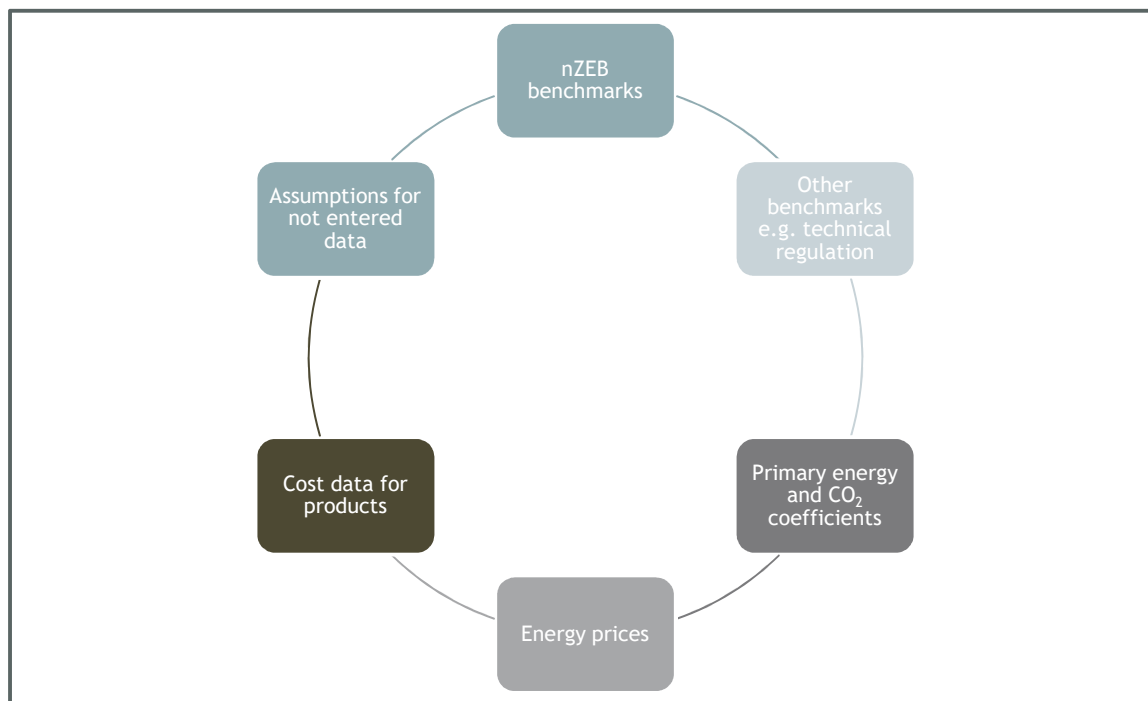 nZEB
benchmarks
Assumptions for
not entered
data
Other
benchmarks
e.g. technical
regulation
Cost data for
products
Primary energy
and CO₂
coefficients
Energy prices